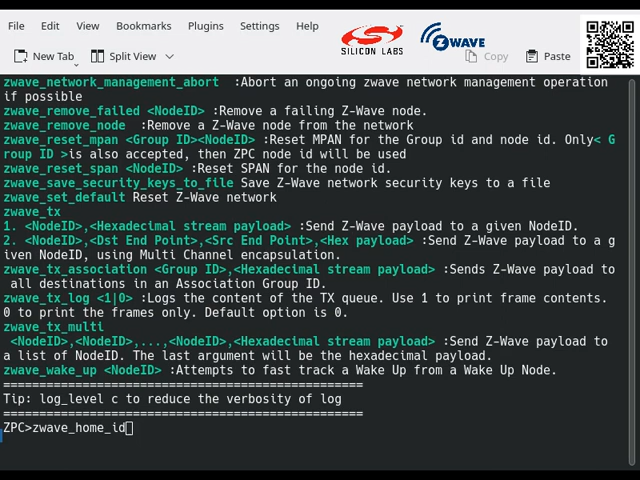 File Edit View Bookmarks Plugins Settings Help
New Tab Split View SILICON LABS Z WAVE Copy Paste
zwave_network_management_abort  :Abort an ongoing zwave network management operation
if possible
zwave_remove_failed <NodeID> :Remove a failing Z-Wave node.
zwave_remove_node  :Remove a Z-Wave node from the network
zwave_reset_mpan <Group ID><NodeID> :Reset MPAN for the Group id and node id. Only< G
roup ID >is also accepted, then ZPC node id will be used
zwave_reset_span <NodeID> :Reset SPAN for the node id.
zwave_save_security_keys_to_file Save Z-Wave network security keys to a file
zwave_set_default Reset Z-Wave network
zwave_tx
1. <NodeID>,<Hexadecimal stream payload> :Send Z-Wave payload to a given NodeID.
2. <NodeID>,<Dst End Point>,<Src End Point>,<Hex payload> :Send Z-Wave payload to a g
iven NodeID, using Multi Channel encapsulation.
zwave_tx_association <Group ID>,<Hexadecimal stream payload> :Sends Z-Wave payload to
 all destinations in an Association Group ID.
zwave_tx_log <1|0> :Logs the content of the TX queue. Use 1 to print frame contents.
0 to print the frames only. Default option is 0.
zwave_tx_multi
 <NodeID>,<NodeID>,...,<NodeID>,<Hexadecimal stream payload> :Send Z-Wave payload to
a list of NodeID. The last argument will be the hexadecimal payload.
zwave_wake_up <NodeID> :Attempts to fast track a Wake Up from a Wake Up Node.
==================================================
Tip: log_level c to reduce the verbosity of log
==================================================
ZPC>zwave_home_id